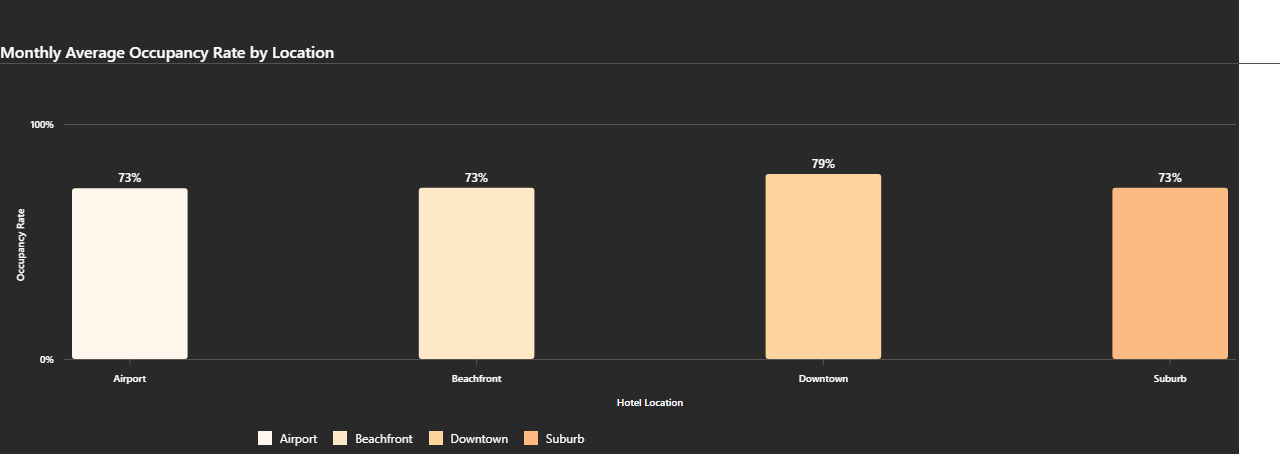 Monthly Average Occupancy Rate by Location
100%
73%
73%
79%
73%
Occupancy Rate
0%
Airport
Beachfront
Downtown
Suburb
Hotel Location
Airport
Beachfront
Downtown
Suburb